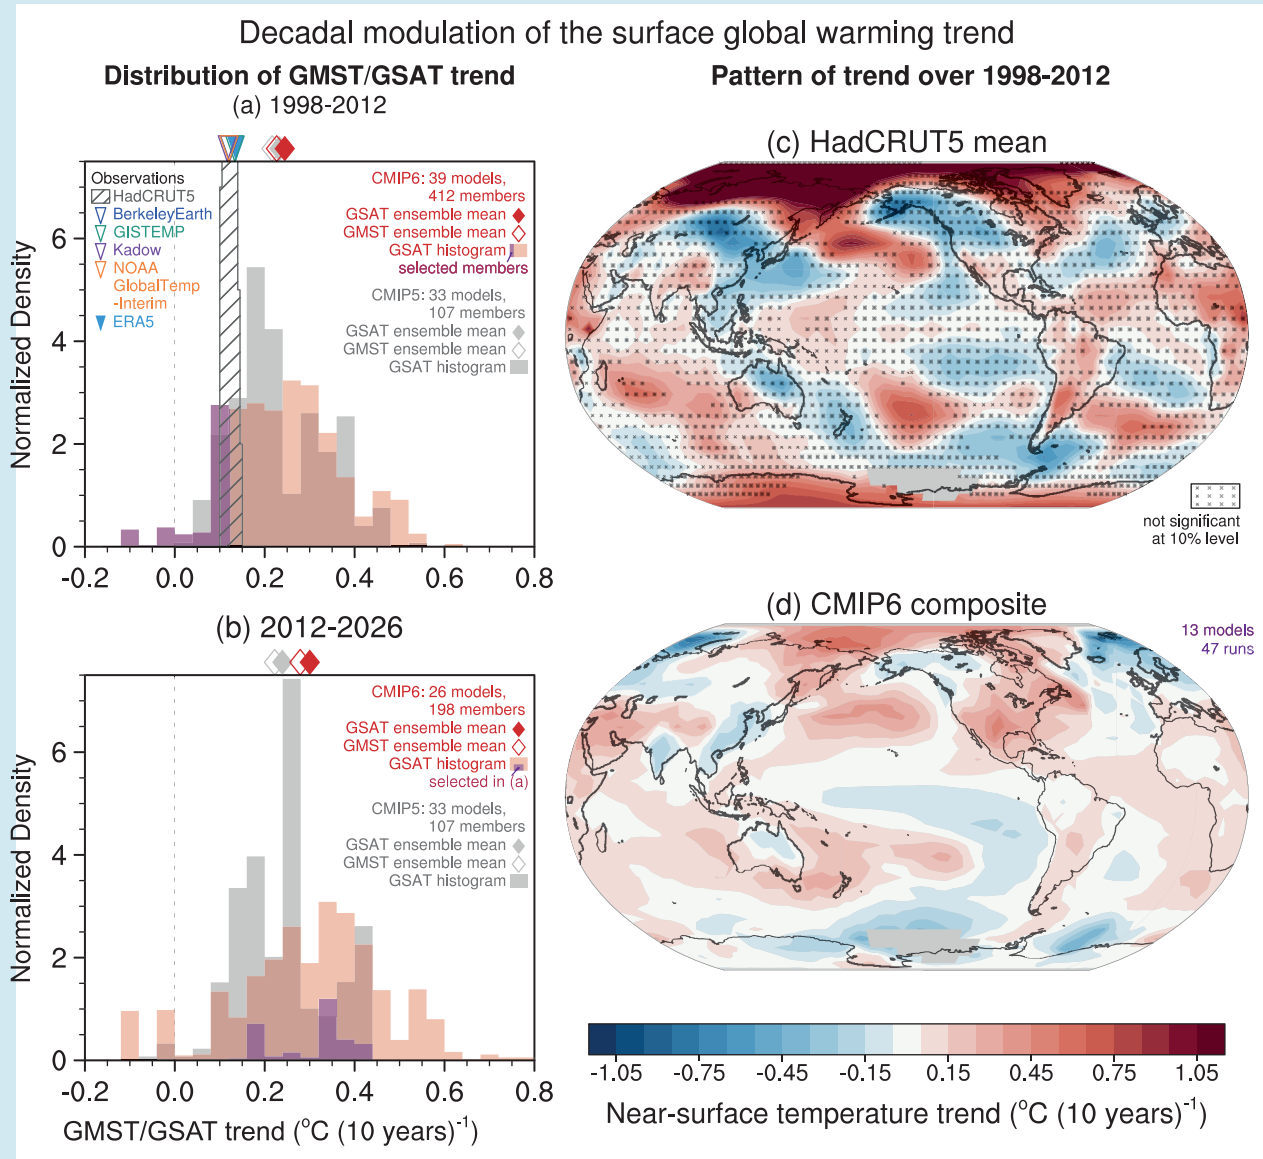 Decadal modulation of the surface global warming trend
Distribution of GMST/GSAT trend
(a) 1998-2012
Normalized Density
Observations
HadCRUT5
BerkeleyEarth
GISTEMP
Kadow
NOAA
GlobalTemp
-Interim
ERA5
CMIP6: 39 models,
412 members
GSAT ensemble mean
GMST ensemble mean
GSAT histogram
selected members
CMIP5: 33 models,
107 members
GSAT ensemble mean
GMST ensemble mean
GSAT histogram
6
4
2
0
-0.2 0.0 0.2 0.4 0.6 0.8
(b) 2012-2026
Normalized Density
CMIP6: 26 models,
198 members
GSAT ensemble mean
GMST ensemble mean
GSAT histogram
selected in (a)
CMIP5: 33 models,
107 members
GSAT ensemble mean
GMST ensemble mean
GSAT histogram
6
4
2
0
-0.2 0.0 0.2 0.4 0.6 0.8
GMST/GSAT trend (°C (10 years)⁻¹)
Pattern of trend over 1998-2012
(c) HadCRUT5 mean
not significant
at 10% level
(d) CMIP6 composite
13 models
47 runs
-1.05 -0.75 -0.45 -0.15 0.15 0.45 0.75 1.05
Near-surface temperature trend (°C (10 years)⁻¹)